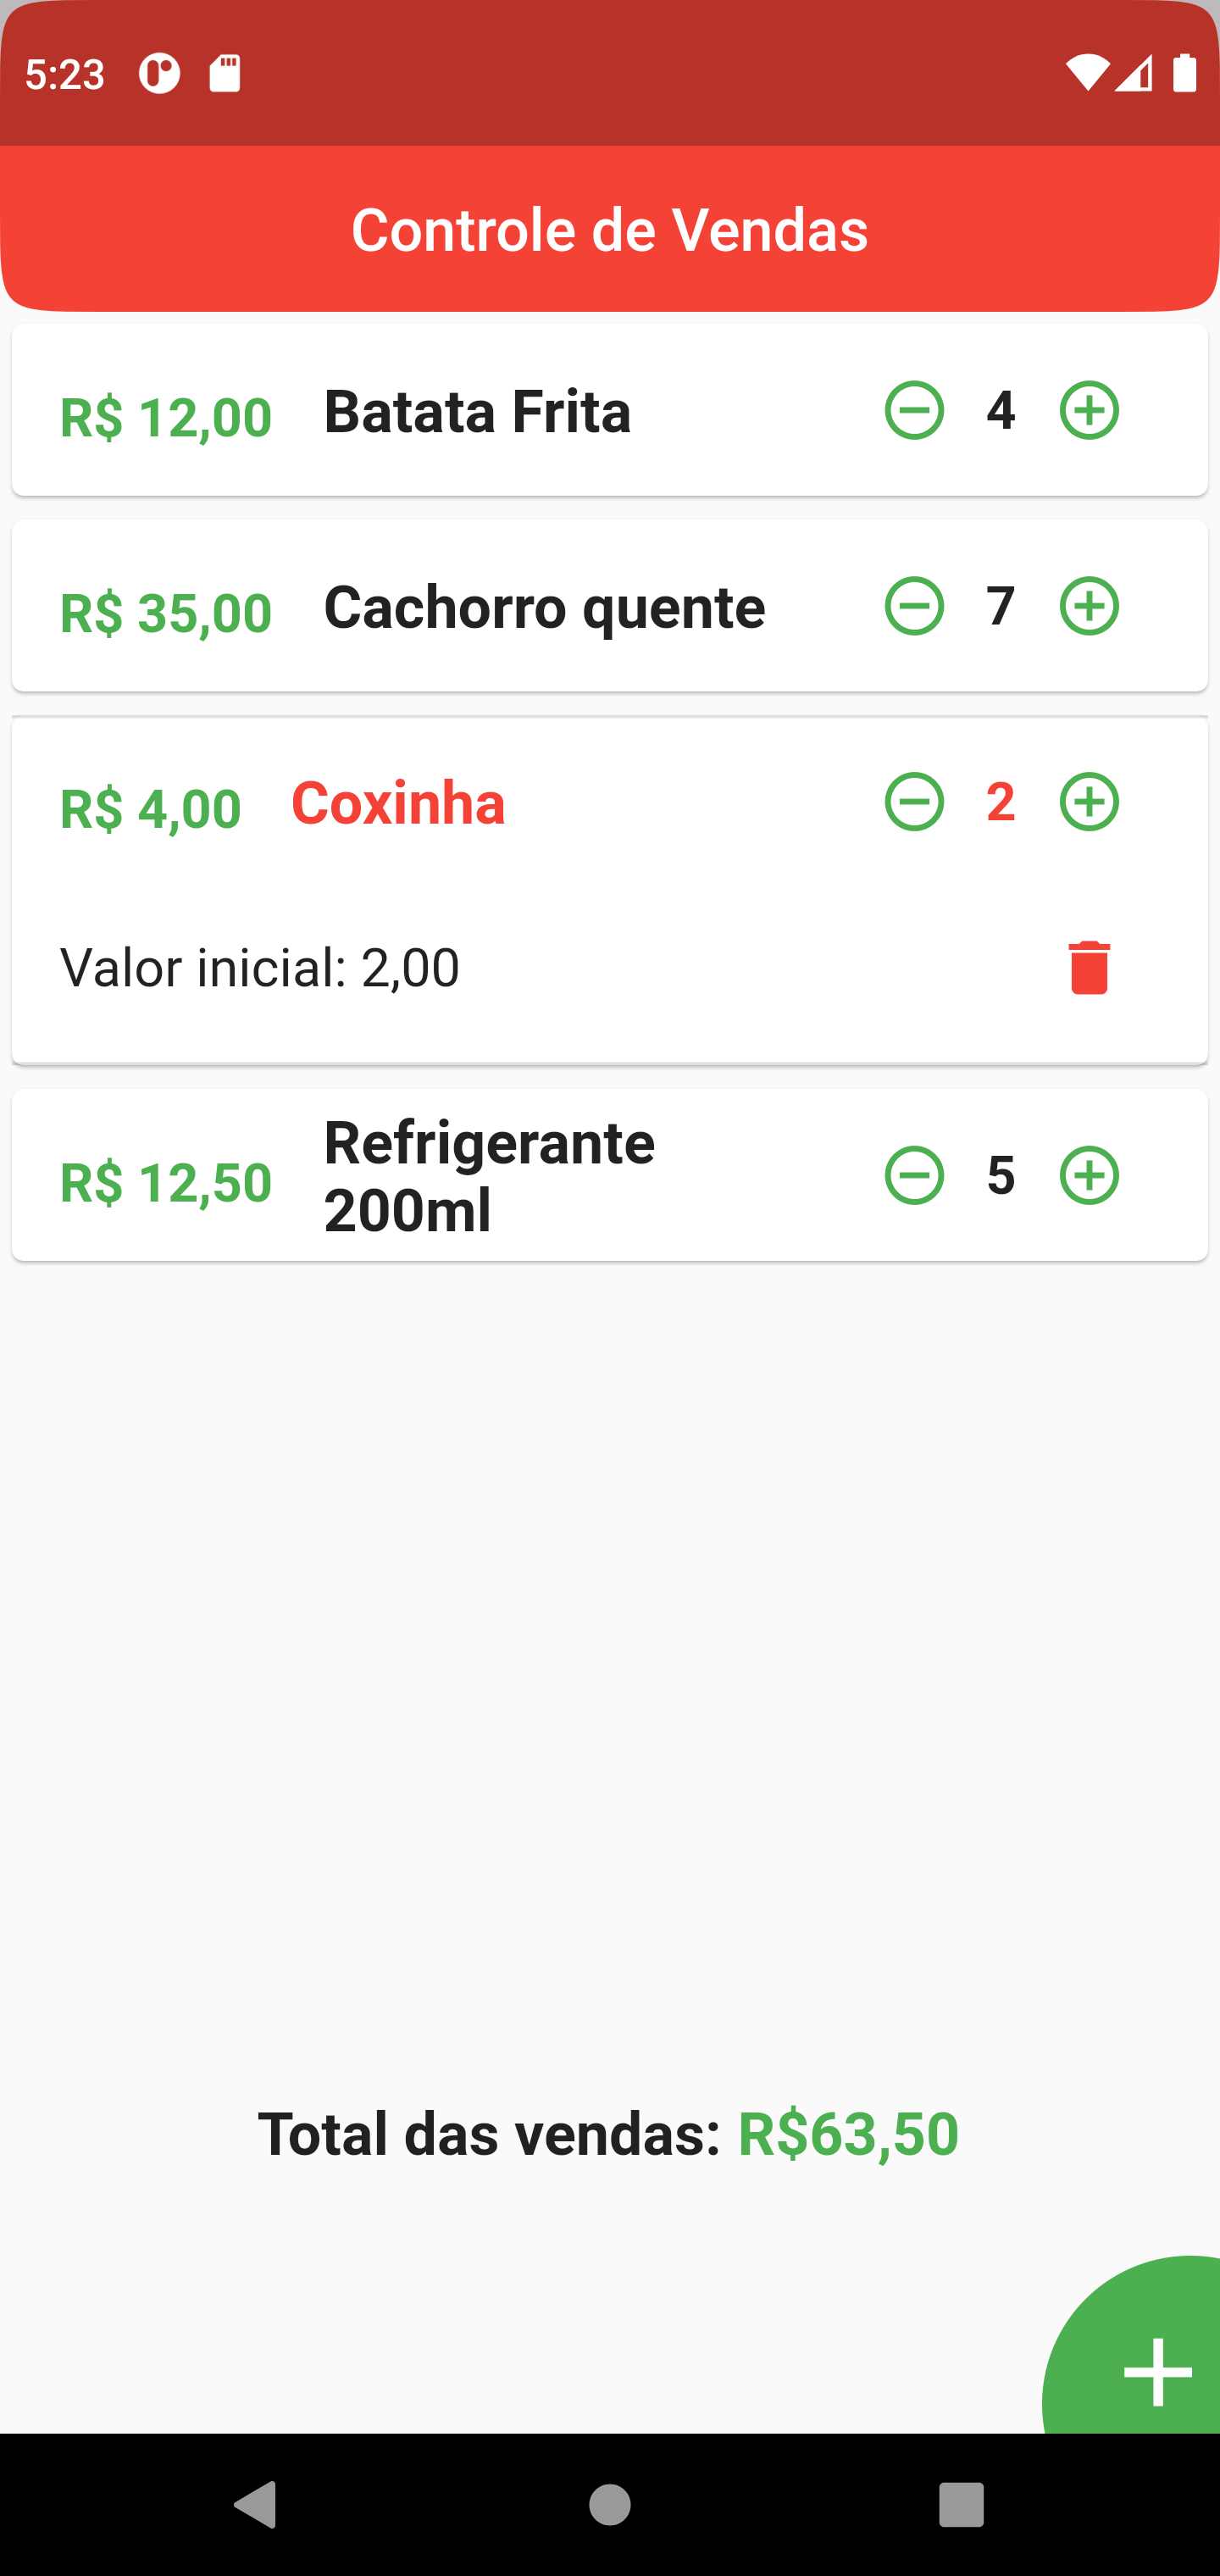 5:23
Controle de Vendas
R$ 12,00 Batata Frita 4
R$ 35,00 Cachorro quente 7
R$ 4,00 Coxinha 2
Valor inicial: 2,00
R$ 12,50 Refrigerante 200ml 5
Total das vendas: R$63,50